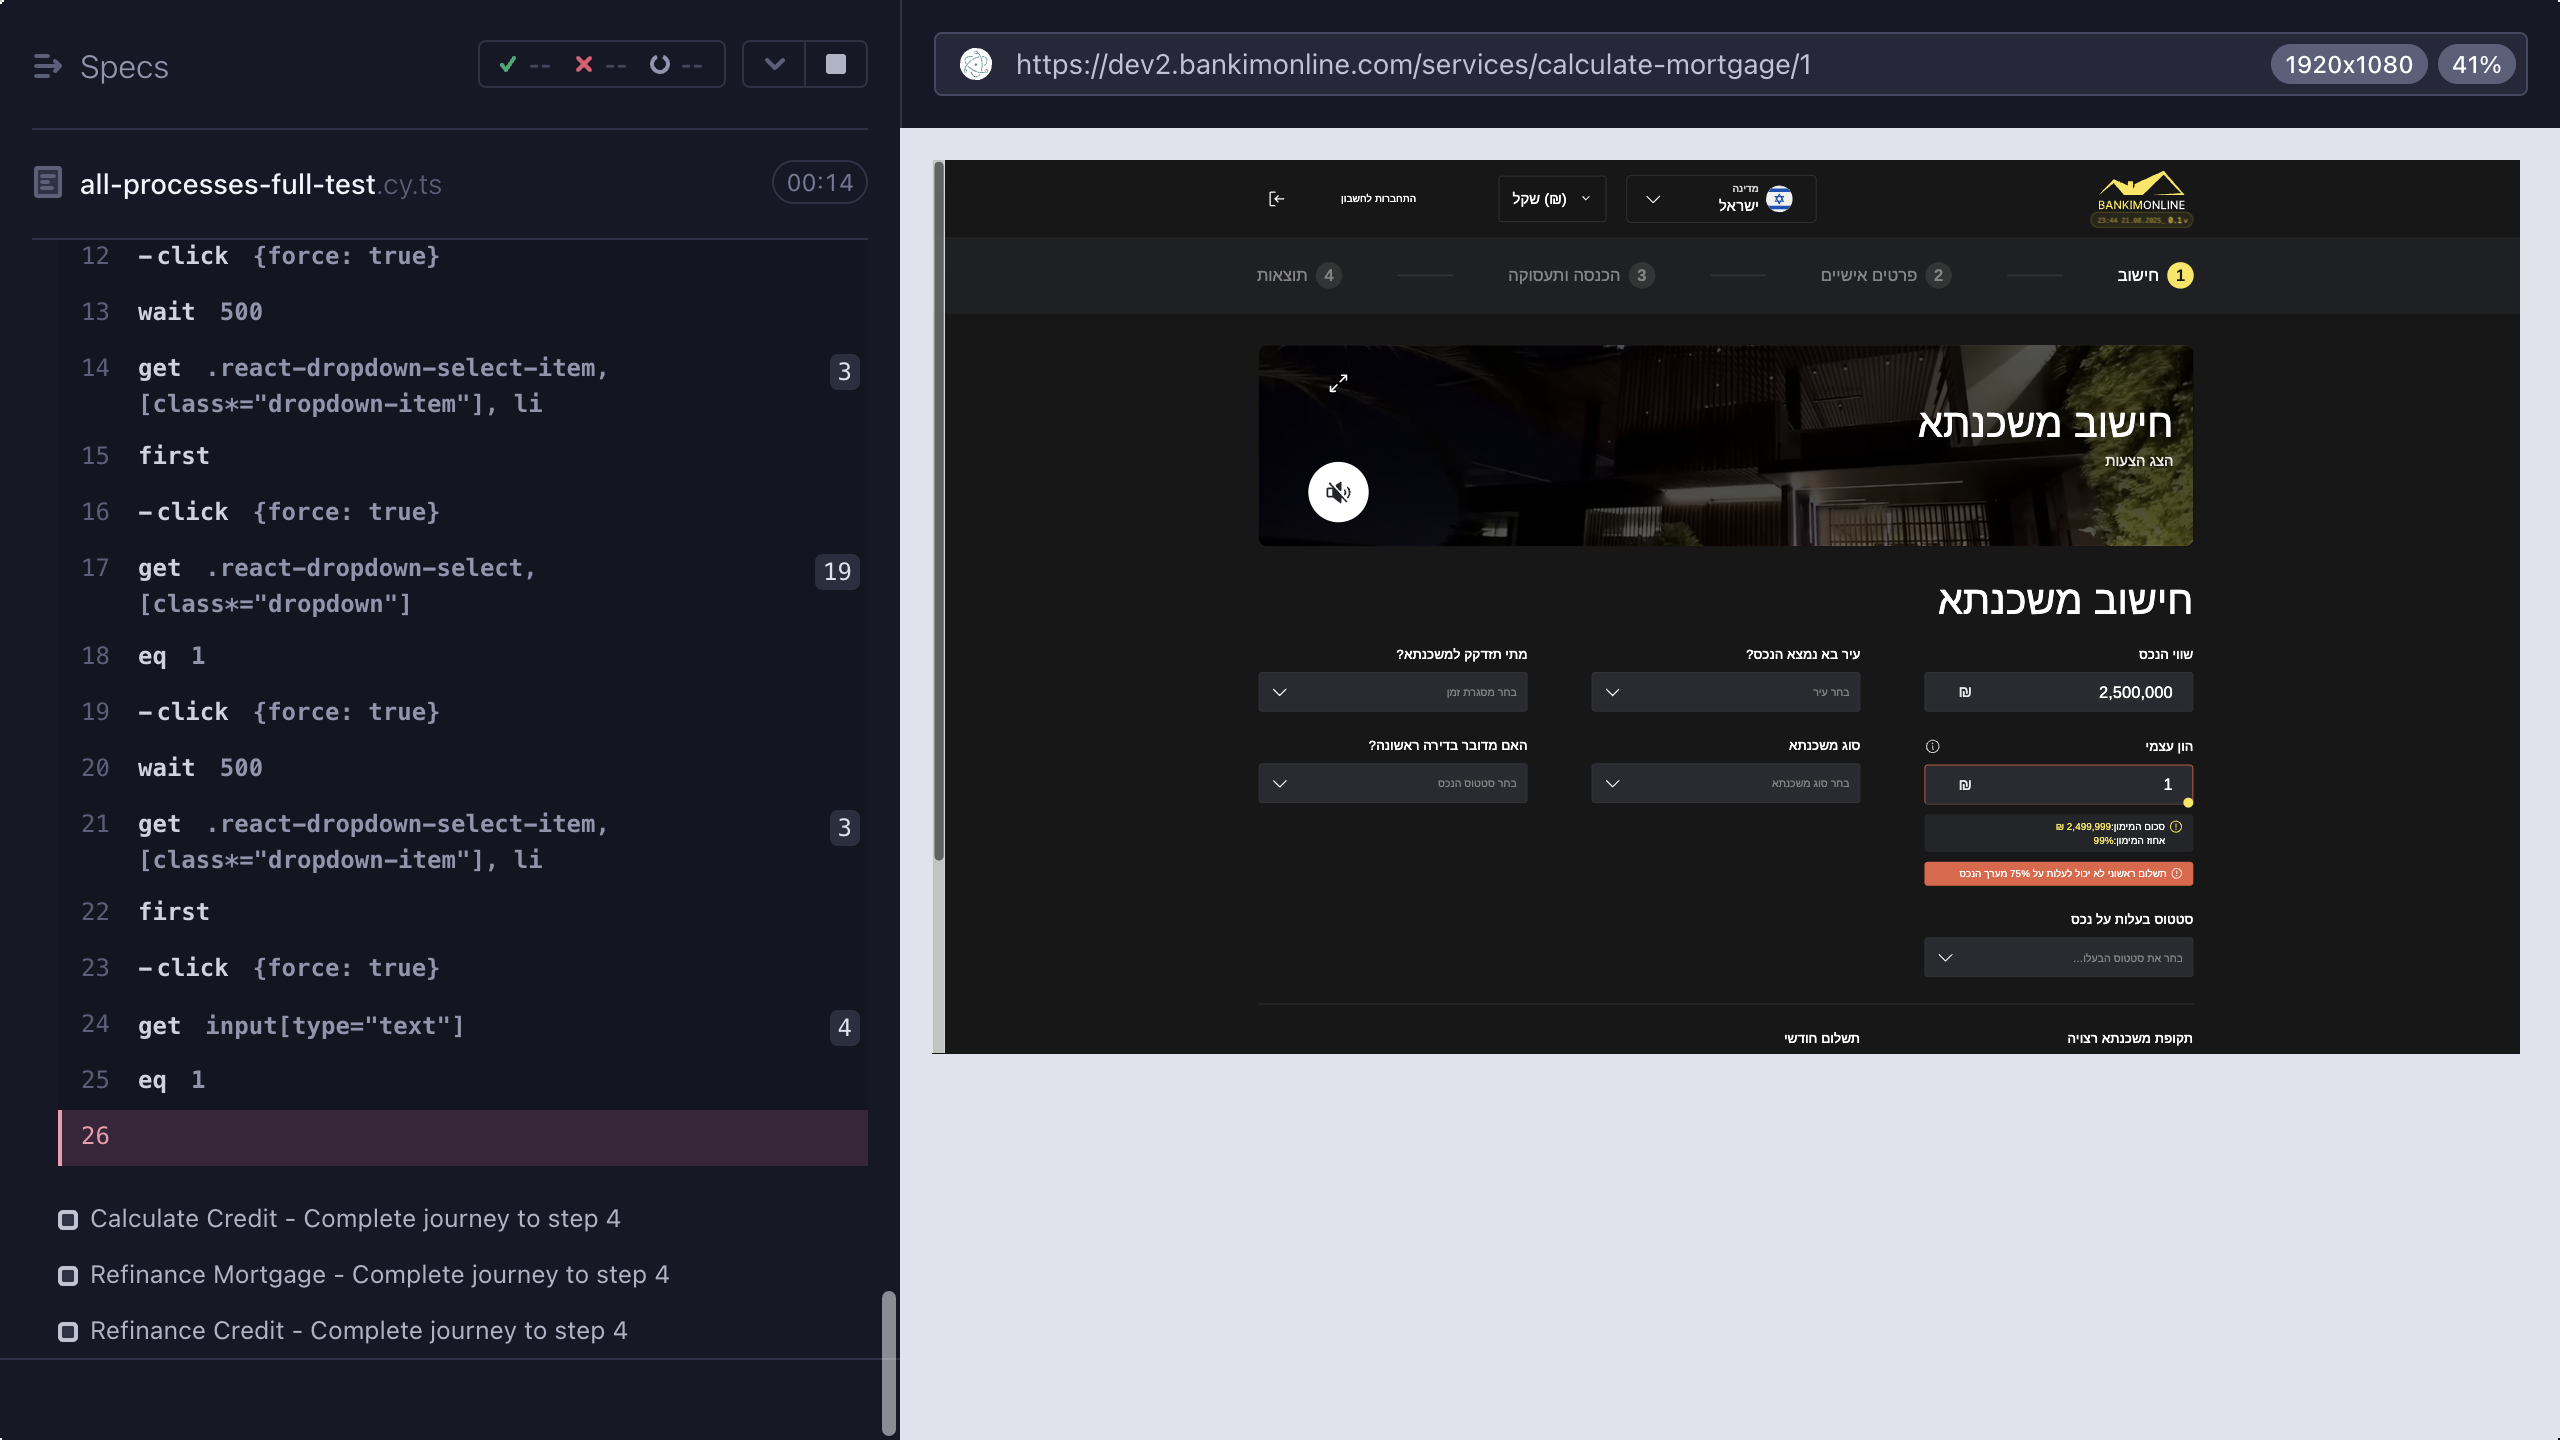 Specs
-- -- --
all-processes-full-test.cy.ts
00:14
12 -click {force: true}
13 wait 500
14 get .react-dropdown-select-item, [class*="dropdown-item"], li 3
15 first
16 -click {force: true}
17 get .react-dropdown-select, [class*="dropdown"] 19
18 eq 1
19 -click {force: true}
20 wait 500
21 get .react-dropdown-select-item, [class*="dropdown-item"], li 3
22 first
23 -click {force: true}
24 get input[type="text"] 4
25 eq 1
26
Calculate Credit - Complete journey to step 4
Refinance Mortgage - Complete journey to step 4
Refinance Credit - Complete journey to step 4
https://dev2.bankimonline.com/services/calculate-mortgage/1
1920x1080 41%
BANKIMONLINE
מדינה
ישראל
שקל (₪)
התחברות לחשבון
1 חישוב
2 פרטים אישיים
3 הכנסה ותעסוקה
4 תוצאות
חישוב משכנתא
הצג הצעות
חישוב משכנתא
שווי הנכס
2,500,000 ₪
עיר בא נמצא הנכס?
בחר עיר
מתי תזדקק למשכנתא?
בחר מסגרת זמן
הון עצמי
1 ₪
סכום המימון:2,499,999 ₪
אחוז המימון:99%
תשלום ראשוני לא יכול לעלות על 75% מערך הנכס
סוג משכנתא
בחר סוג משכנתא
האם מדובר בדירה ראשונה?
בחר סטטוס הנכס
סטטוס בעלות על נכס
בחר את סטטוס הבעלו...
תקופת משכנתא רצויה
תשלום חודשי